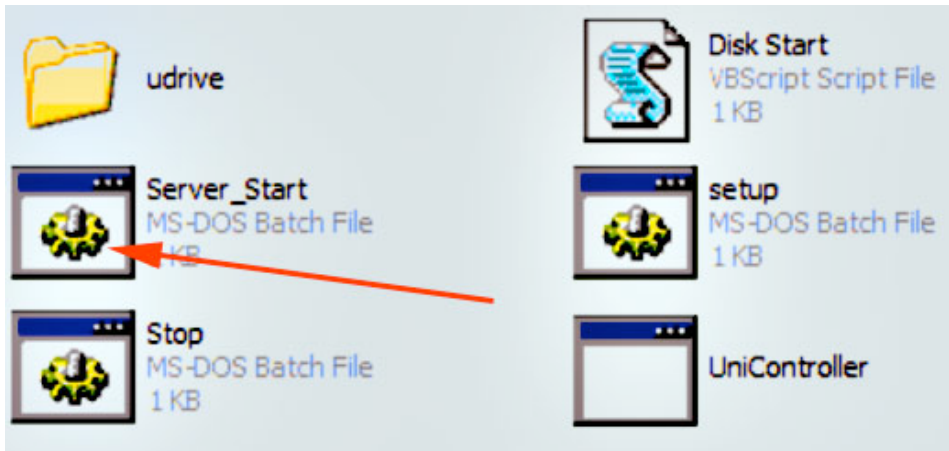 udrive
Disk Start
VBScript Script File
1 KB
Server_Start
MS-DOS Batch File
1 KB
setup
MS-DOS Batch File
1 KB
Stop
MS-DOS Batch File
1 KB
UniController